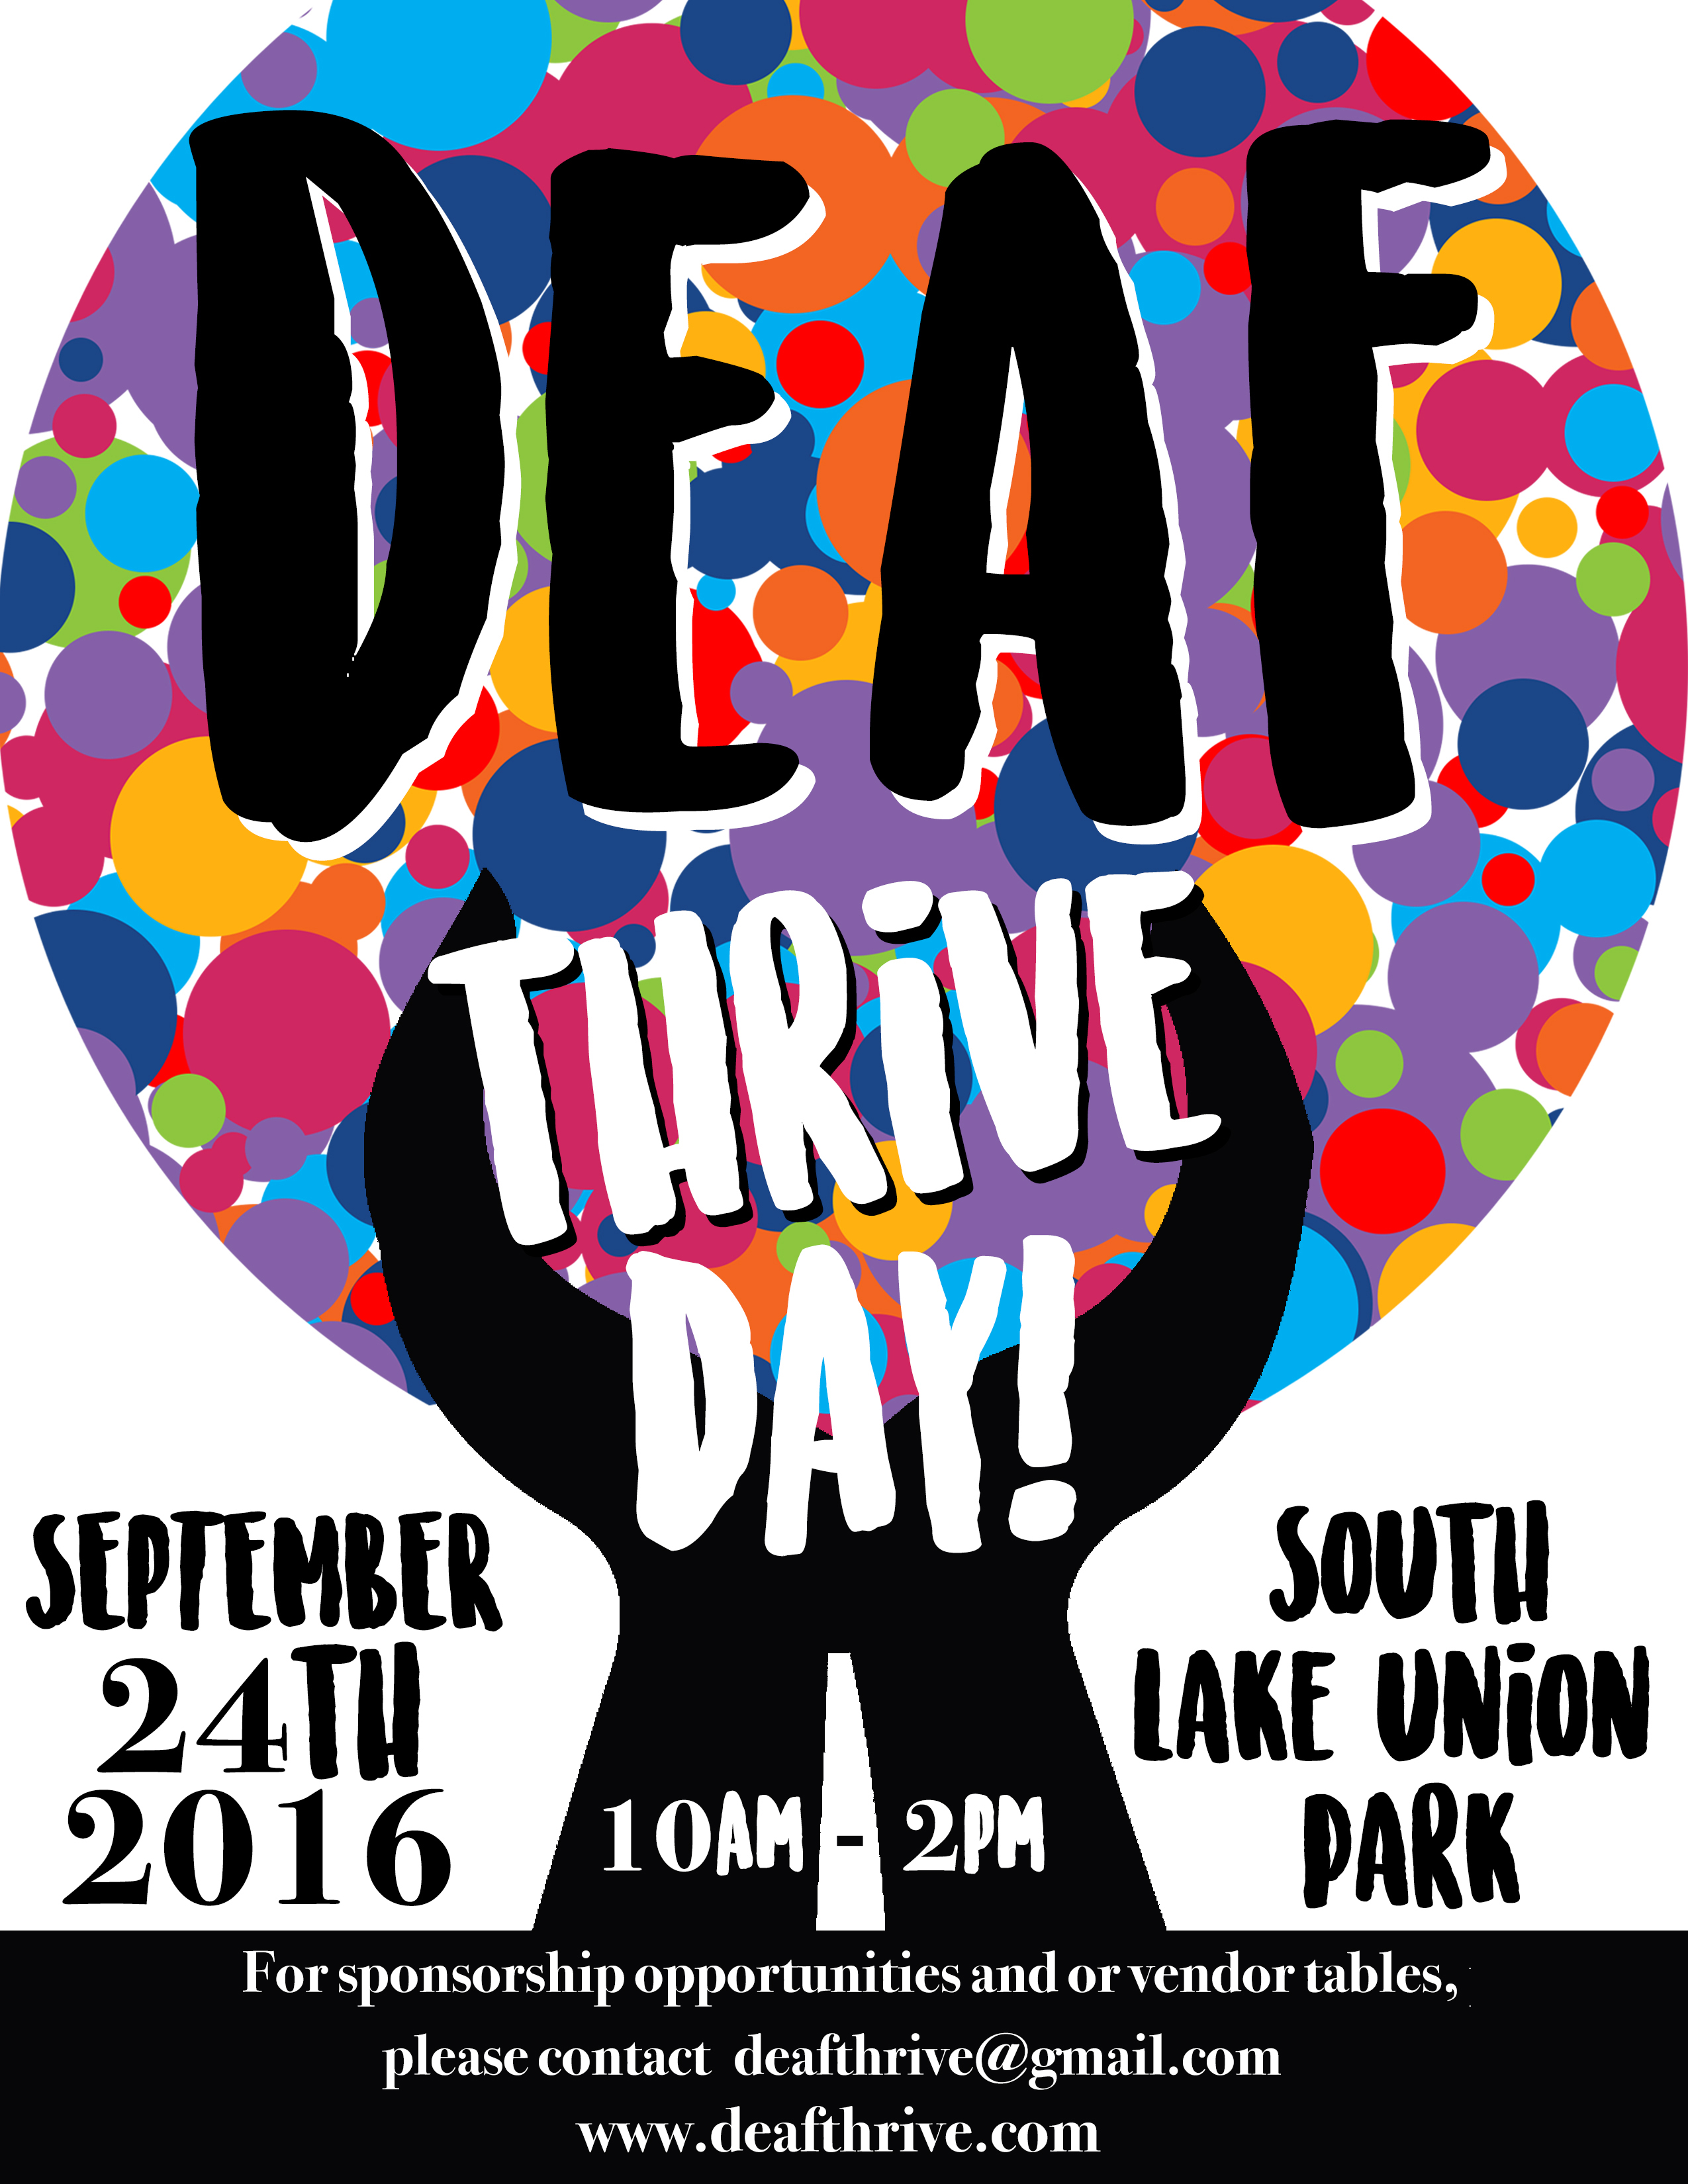 DEAF
THRiVE
DAY!
SEPTEMBER
24TH
2016
10AM - 2PM
SOUTH
LAKE UNiON
PARK
For sponsorship opportunities and or vendor tables,
please contact deafthrive@gmail.com
www.deafthrive.com